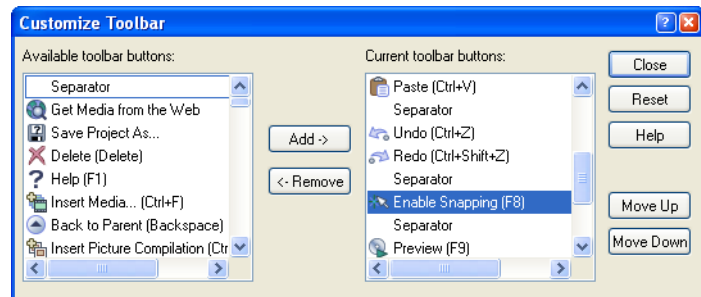 Customize Toolbar
Available toolbar buttons:
Separator
Get Media from the Web
Save Project As...
Delete (Delete)
Help (F1)
Insert Media... (Ctrl+F)
Back to Parent (Backspace)
Insert Picture Compilation (Ctr
Add ->
<- Remove
Current toolbar buttons:
Paste (Ctrl+V)
Separator
Undo (Ctrl+Z)
Redo (Ctrl+Shift+Z)
Separator
Enable Snapping (F8)
Separator
Preview (F9)
Close
Reset
Help
Move Up
Move Down